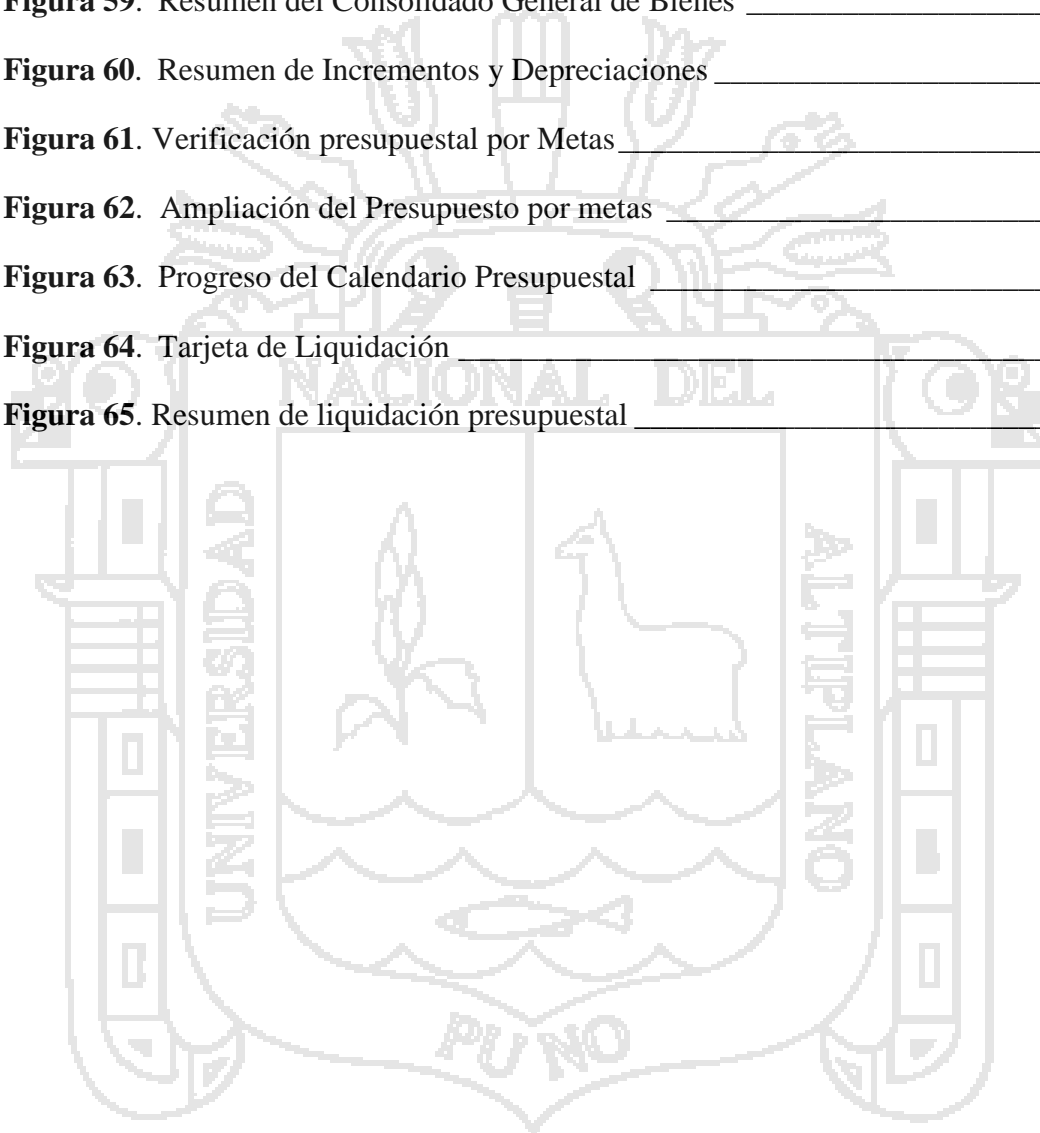 Figura 59. Resumen del Consolidado General de Bienes
Figura 60. Resumen de Incrementos y Depreciaciones
Figura 61. Verificación presupuestal por Metas
Figura 62. Ampliación del Presupuesto por metas
Figura 63. Progreso del Calendario Presupuestal
Figura 64. Tarjeta de Liquidación
Figura 65. Resumen de liquidación presupuestal
NACIONAL DEL
UNIVERSIDAD
ALTIPLANO
PUNO